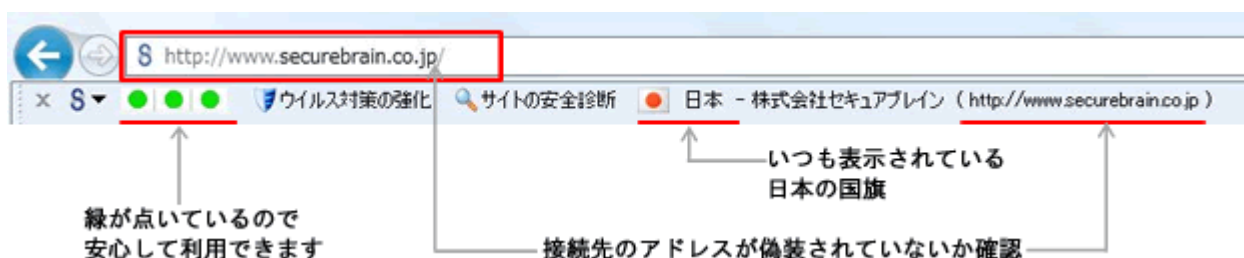 http://www.securebrain.co.jp/
× S▼ ウイルス対策の強化 サイトの安全診断 日本 - 株式会社セキュアブレイン ( http://www.securebrain.co.jp )
いつも表示されている
日本の国旗
緑が点いているので
安心して利用できます
接続先のアドレスが偽装されていないか確認